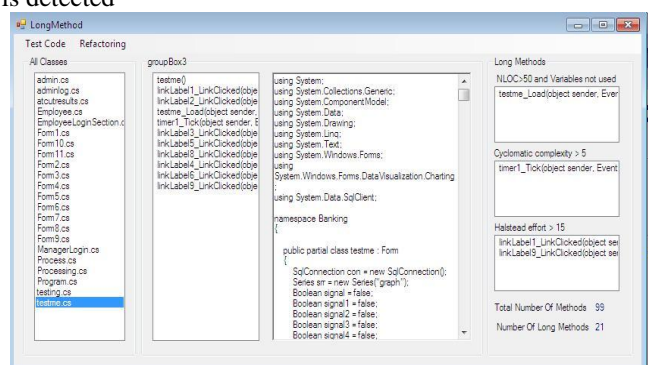 is detected
LongMethod
Test Code Refactoring
All Classes
admin.cs
adminlog.cs
atcoutresults.cs
Employee.cs
EmployeeLoginSection.c
Form1.cs
Form10.cs
Form11.cs
Form2.cs
Form3.cs
Form4.cs
Form5.cs
Form6.cs
Form7.cs
Form8.cs
Form9.cs
ManagerLogin.cs
Process.cs
Processing.cs
Program.cs
testing.cs
testme.cs
groupBox3
testme()
linkLabel1_LinkClicked(obje
linkLabel2_LinkClicked(obje
testme_Load(object sender,
timer1_Tick(object sender, E
linkLabel3_LinkClicked(obje
linkLabel5_LinkClicked(obje
linkLabel8_LinkClicked(obje
linkLabel4_LinkClicked(obje
linkLabel6_LinkClicked(obje
linkLabel9_LinkClicked(obje
using System;
using System.Collections.Generic;
using System.ComponentModel;
using System.Data;
using System.Drawing;
using System.Linq;
using System.Text;
using System.Windows.Forms;
using
System.Windows.Forms.DataVisualization.Charting
;
using System.Data.SqlClient;
namespace Banking
{
public partial class testme : Form
{
SqlConnection con = new SqlConnection();
Series srr = new Series("graph");
Boolean signal = false;
Boolean signal1 = false;
Boolean signal2 = false;
Boolean signal3 = false;
Boolean signal4 = false;
Long Methods
NLOC>50 and Variables not used
testme_Load(object sender, Ever
Cyclomatic complexity > 5
timer1_Tick(object sender, Event
Halstead effort > 15
linkLabel1_LinkClicked(object ser
linkLabel9_LinkClicked(object ser
Total Number Of Methods 99
Number Of Long Methods 21